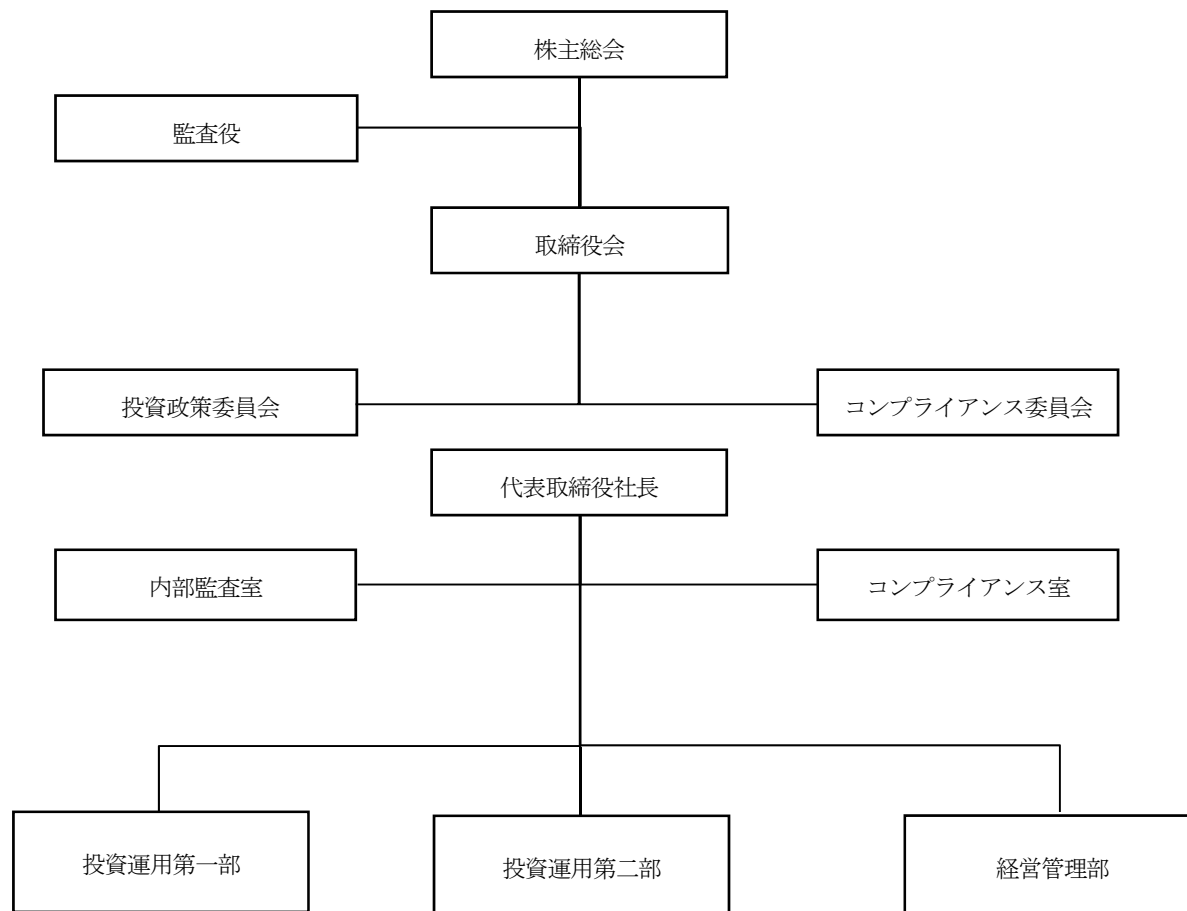 株主総会
監査役
取締役会
投資政策委員会
コンプライアンス委員会
代表取締役社長
内部監査室
コンプライアンス室
投資運用第一部
投資運用第二部
経営管理部